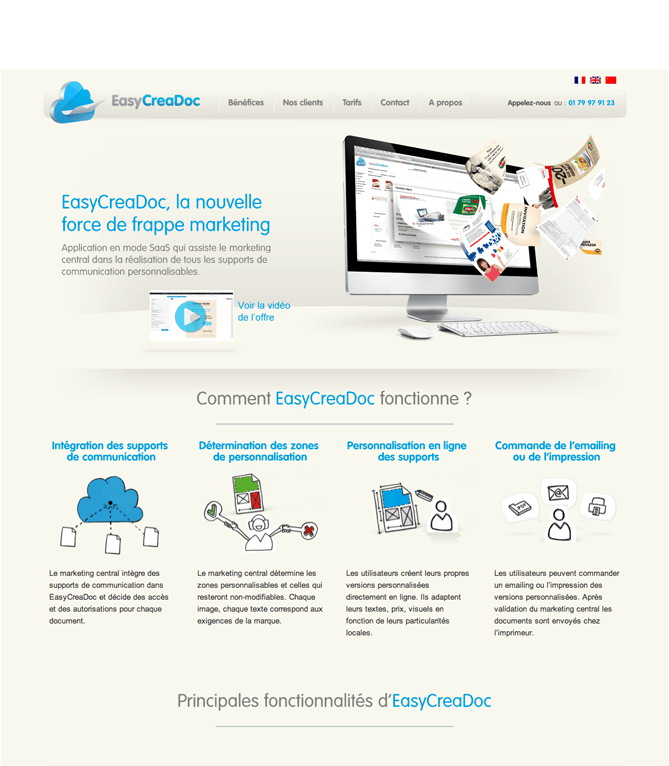 EasyCreaDoc
Bénéfices
Nos clients
Tarifs
Contact
A propos
Appelez-nous au : 01 79 97 91 23
EasyCreaDoc, la nouvelle
force de frappe marketing
Application en mode SaaS qui assiste le marketing
central dans la réalisation de tous les supports de
communication personnalisables.
Voir la vidéo
de l'offre
INVITATION
Comment EasyCreaDoc fonctionne ?
Intégration des supports
de communication
Le marketing central intègre des
supports de communication dans
EasyCreaDoc et décide des accès
et des autorisations pour chaque
document.
Détermination des zones
de personnalisation
Le marketing central détermine les
zones personnalisables et celles qui
resteront non-modifiables. Chaque
image, chaque texte correspond aux
exigences de la marque.
Personnalisation en ligne
des supports
Les utilisateurs créent leurs propres
versions personnalisées
directement en ligne. Ils adaptent
leurs textes, prix, visuels en
fonction de leurs particularités
locales.
Commande de l'emailing
ou de l'impression
Les utilisateurs peuvent commander
un emailing ou l'impression des
versions personnalisées. Après
validation du marketing central les
documents sont envoyés chez
l'imprimeur.
Principales fonctionnalités d'EasyCreaDoc